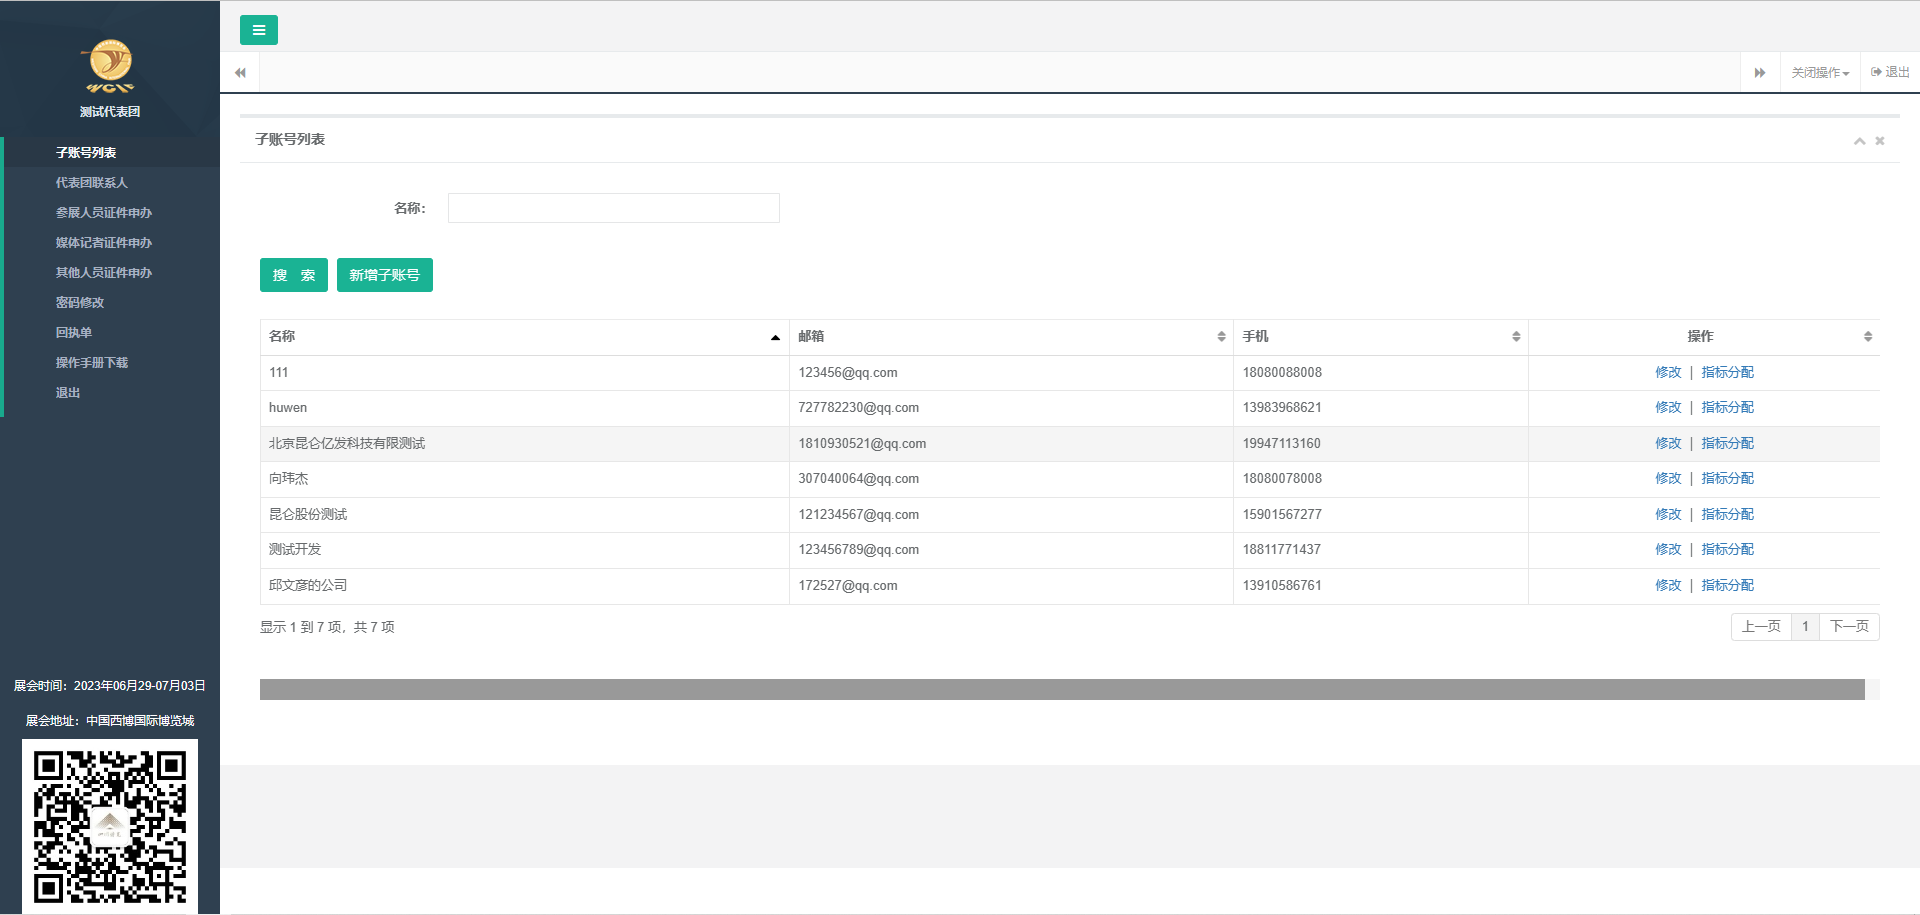 WCIF
测试代表团
子账号列表
代表团联系人
参展人员证件申办
媒体记者证件申办
其他人员证件申办
密码修改
回执单
操作手册下载
退出
展会时间：2023年06月29-07月03日
展会地址：中国西博国际博览城
关闭操作 退出
子账号列表
名称：
搜 索 新增子账号
名称 邮箱 手机 操作
111 123456@qq.com 18080088008 修改 | 指标分配
huwen 727782230@qq.com 13983968621 修改 | 指标分配
北京昆仑亿发科技有限测试 1810930521@qq.com 19947113160 修改 | 指标分配
向玮杰 307040064@qq.com 18080078008 修改 | 指标分配
昆仑股份测试 121234567@qq.com 15901567277 修改 | 指标分配
测试开发 123456789@qq.com 18811771437 修改 | 指标分配
邱文彦的公司 172527@qq.com 13910586761 修改 | 指标分配
显示 1 到 7 项，共 7 项 上一页 1 下一页